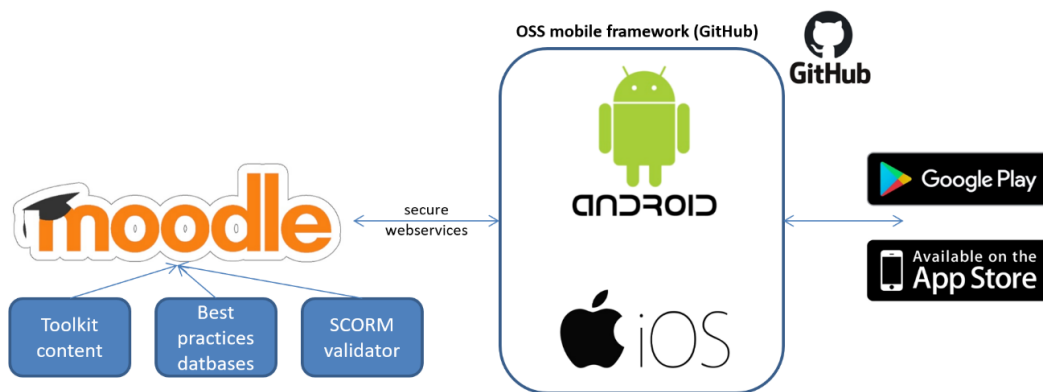 OSS mobile framework (GitHub)
GitHub
ANDROID
Google Play
moodle
secure
webservices
Available on the
App Store
Toolkit
content
Best
practices
datbases
SCORM
validator
iOS